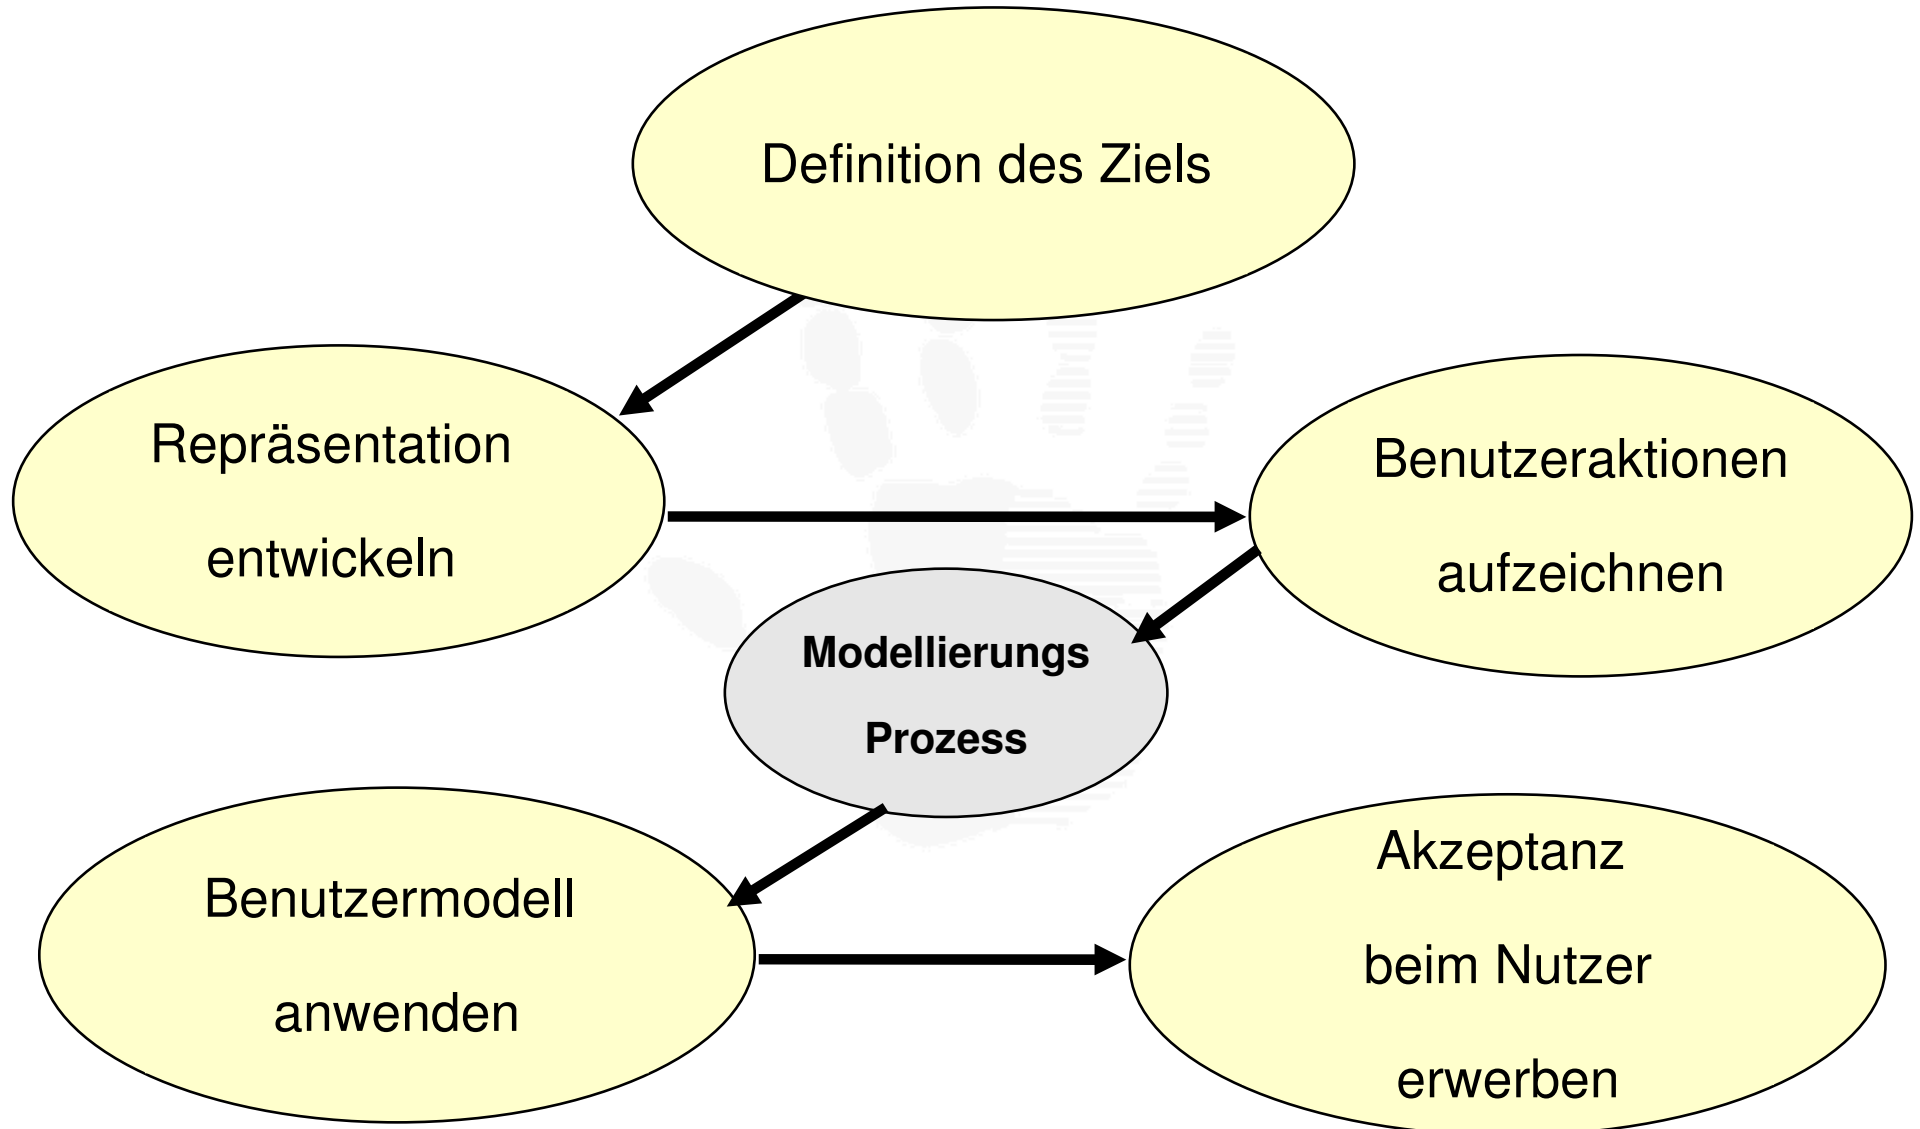 Definition des Ziels
Repräsentation
entwickeln
Benutzeraktionen
aufzeichnen
Modellierungs
Prozess
Benutzermodell
anwenden
Akzeptanz
beim Nutzer
erwerben